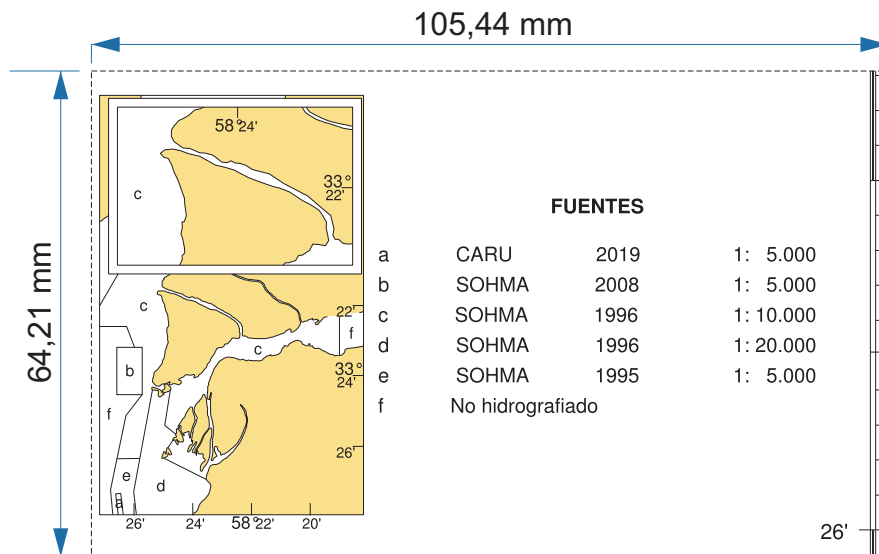 105,44 mm
64,21 mm
58° 24'
33°
22'
c
c
22'
f
c
33°
24'
b
f
26'
e
d
a
26' 24' 58° 22' 20'
FUENTES
a CARU 2019 1: 5.000
b SOHMA 2008 1: 5.000
c SOHMA 1996 1: 10.000
d SOHMA 1996 1: 20.000
e SOHMA 1995 1: 5.000
f No hidrografiado
26'